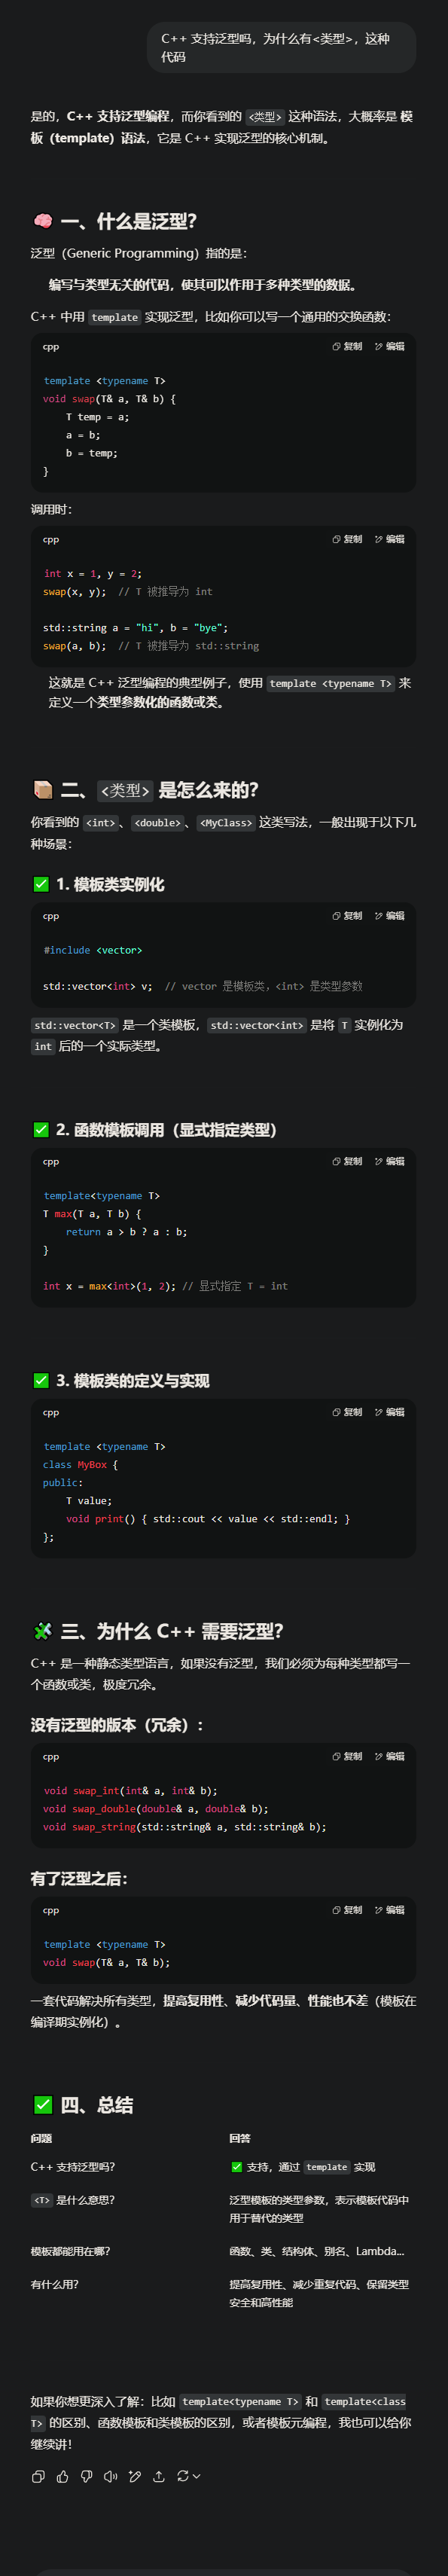 C++ 支持泛型吗，为什么有<类型>，这种
代码
是的，C++ 支持泛型编程，而你看到的 <类型> 这种语法，大概率是 模
板（template）语法，它是 C++ 实现泛型的核心机制。
🧠 一、什么是泛型？
泛型（Generic Programming）指的是：
编写与类型无关的代码，使其可以作用于多种类型的数据。
C++ 中用 template 实现泛型，比如你可以写一个通用的交换函数：
cpp 复制 编辑
template <typename T>
void swap(T& a, T& b) {
    T temp = a;
    a = b;
    b = temp;
}
调用时：
cpp 复制 编辑
int x = 1, y = 2;
swap(x, y);  // T 被推导为 int
std::string a = "hi", b = "bye";
swap(a, b);  // T 被推导为 std::string
这就是 C++ 泛型编程的典型例子，使用 template <typename T> 来
定义一个类型参数化的函数或类。
📦 二、<类型> 是怎么来的？
你看到的 <int>、<double>、<MyClass> 这类写法，一般出现于以下几
种场景：
✅ 1. 模板类实例化
cpp 复制 编辑
#include <vector>
std::vector<int> v;  // vector 是模板类，<int> 是类型参数
std::vector<T> 是一个类模板，std::vector<int> 是将 T 实例化为
int 后的一个实际类型。
✅ 2. 函数模板调用（显式指定类型）
cpp 复制 编辑
template<typename T>
T max(T a, T b) {
    return a > b ? a : b;
}
int x = max<int>(1, 2); // 显式指定 T = int
✅ 3. 模板类的定义与实现
cpp 复制 编辑
template <typename T>
class MyBox {
public:
    T value;
    void print() { std::cout << value << std::endl; }
};
🧩 三、为什么 C++ 需要泛型？
C++ 是一种静态类型语言，如果没有泛型，我们必须为每种类型都写一
个函数或类，极度冗余。
没有泛型的版本（冗余）：
cpp 复制 编辑
void swap_int(int& a, int& b);
void swap_double(double& a, double& b);
void swap_string(std::string& a, std::string& b);
有了泛型之后：
cpp 复制 编辑
template <typename T>
void swap(T& a, T& b);
一套代码解决所有类型，提高复用性、减少代码量、性能也不差（模板在
编译期实例化）。
✅ 四、总结
问题 回答
C++ 支持泛型吗？ ✅ 支持，通过 template 实现
<T> 是什么意思？ 泛型模板的类型参数，表示模板代码中
用于替代的类型
模板都能用在哪？ 函数、类、结构体、别名、Lambda...
有什么用？ 提高复用性、减少重复代码、保留类型
安全和高性能
如果你想更深入了解：比如 template<typename T> 和 template<class
T> 的区别、函数模板和类模板的区别，或者模板元编程，我也可以给你
继续讲！